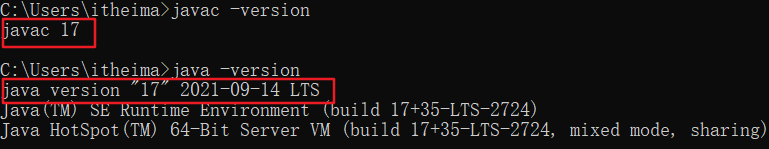 C:\Users\itheima>javac -version
javac 17
C:\Users\itheima>java -version
java version "17" 2021-09-14 LTS
Java(TM) SE Runtime Environment (build 17+35-LTS-2724)
Java HotSpot(TM) 64-Bit Server VM (build 17+35-LTS-2724, mixed mode, sharing)